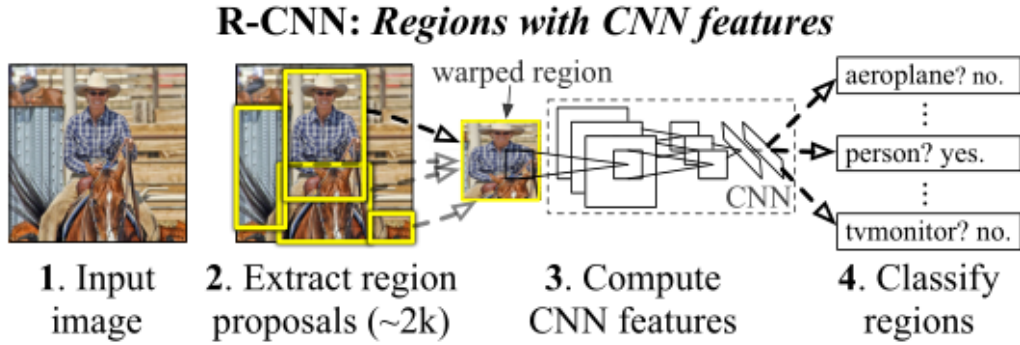 R-CNN: Regions with CNN features
warped region
aeroplane? no.
⋮
person? yes.
⋮
tvmonitor? no.
CNN
1. Input
image
2. Extract region
proposals (~2k)
3. Compute
CNN features
4. Classify
regions